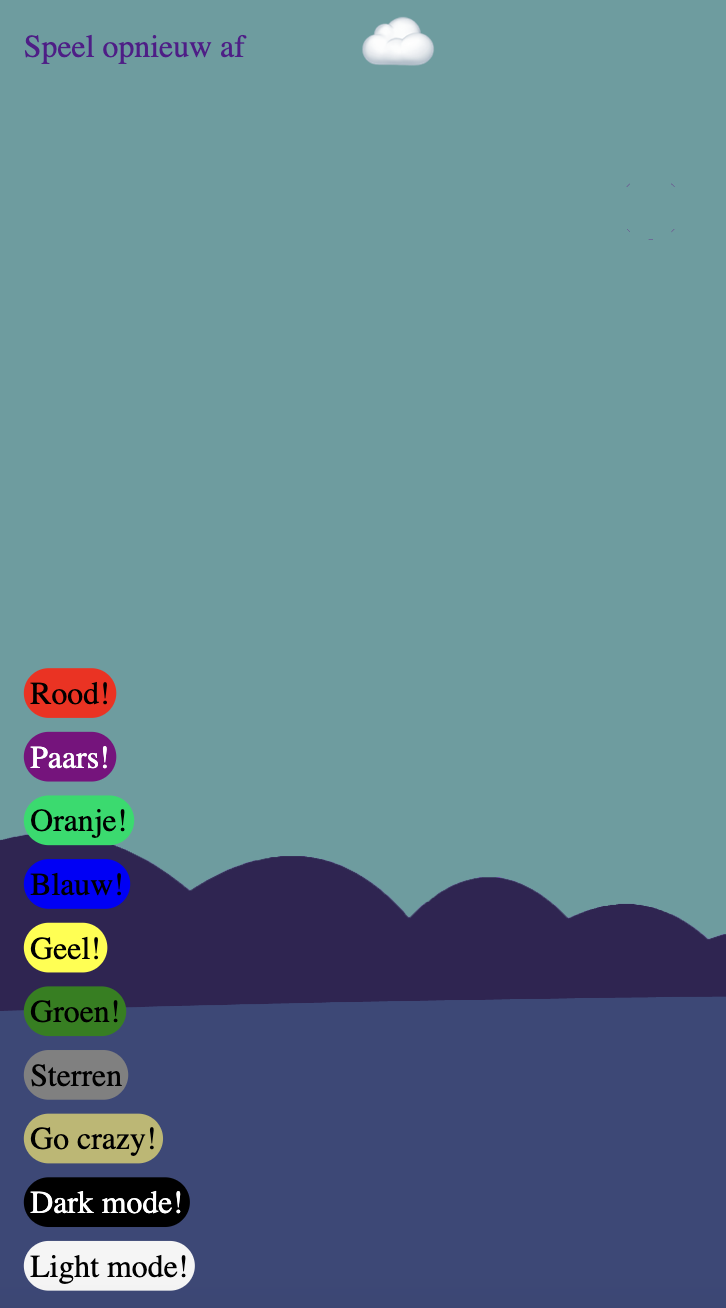 Speel opnieuw af
Rood!
Paars!
Oranje!
Blauw!
Geel!
Groen!
Sterren
Go crazy!
Dark mode!
Light mode!